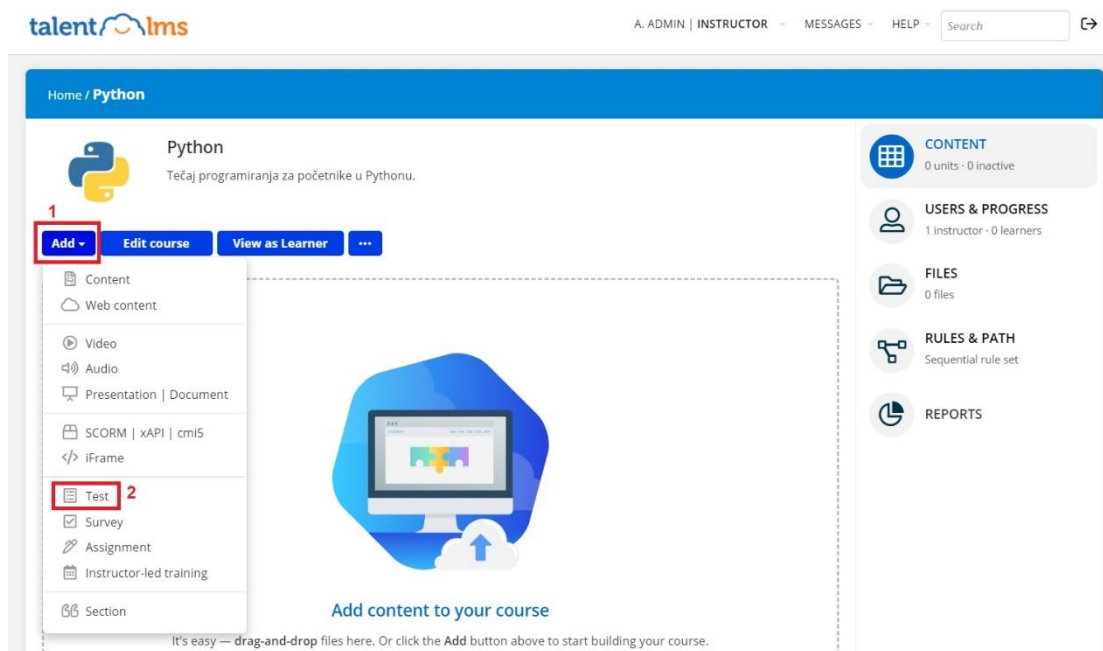 talentlms
A. ADMIN | INSTRUCTOR
MESSAGES
HELP
Search
Home / Python
Python
Tečaj programiranja za početnike u Pythonu.
1
Add
Edit course
View as Learner
...
Content
Web content
Video
Audio
Presentation | Document
SCORM | xAPI | cmi5
</> iFrame
Test
2
Survey
Assignment
Instructor-led training
Section
Add content to your course
It's easy — drag-and-drop files here. Or click the Add button above to start building your course.
CONTENT
0 units · 0 inactive
USERS & PROGRESS
1 instructor · 0 learners
FILES
0 files
RULES & PATH
Sequential rule set
REPORTS